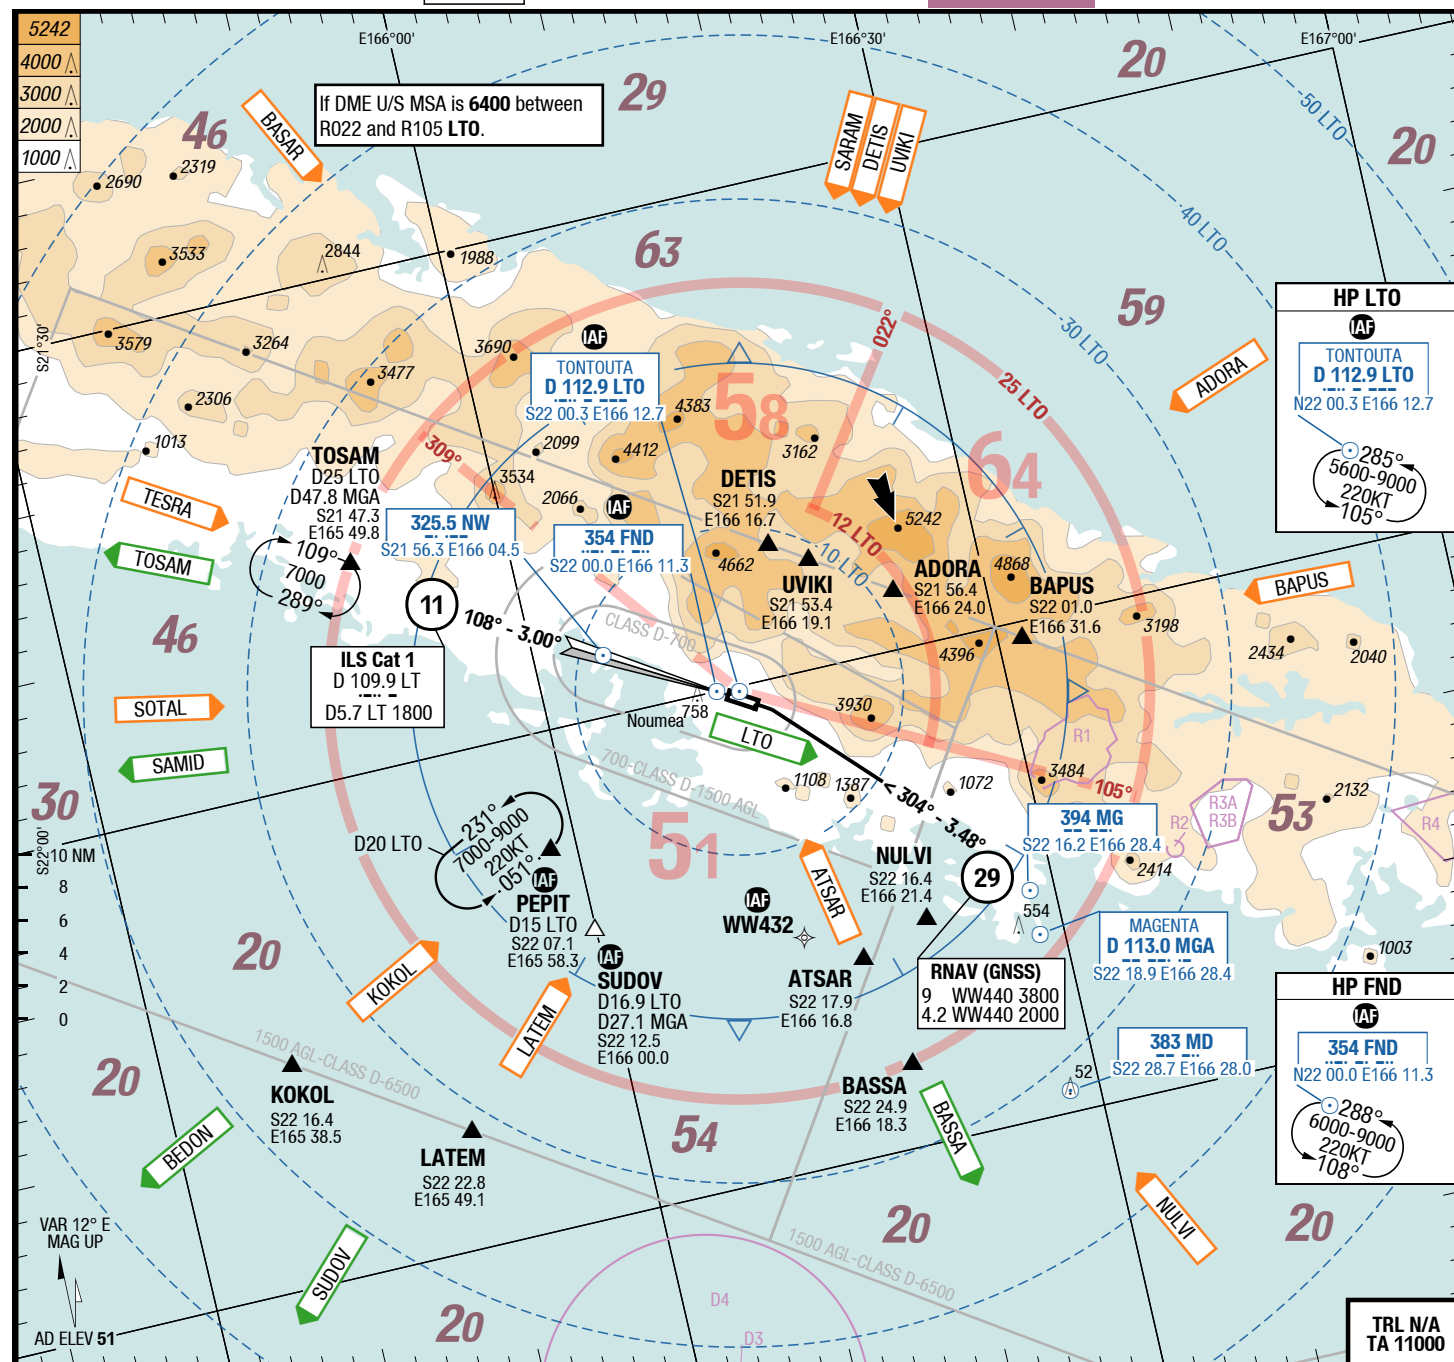 5242
4000
3000
2000
1000
E166°00'
E166°30'
E167°00'
If DME U/S MSA is 6400 between
R022 and R105 LTO.
BASAR
46
29
20
20
50 LTO
SARAM
DETIS
UVIKI
2690
2319
3533
2844
1988
63
59
40 LTO
30 LTO
25 LTO
022°
S21°30'
3579
3264
3690
3477
2306
1013
ADORA
HP LTO
IAF
TONTOUTA
D 112.9 LTO
N22 00.3 E166 12.7
285°
5600-9000
220KT
105°
IAF
TONTOUTA
D 112.9 LTO
S22 00.3 E166 12.7
58
64
4383
4412
3162
2099
3534
2066
309°
TOSAM
D25 LTO
D47.8 MGA
S21 47.3
E165 49.8
109°
7000
289°
TESRA
TOSAM
325.5 NW
S21 56.3 E166 04.5
IAF
354 FND
S22 00.0 E166 11.3
DETIS
S21 51.9
E166 16.7
4662
12 LTO
10 LTO
5242
UVIKI
S21 53.4
E166 19.1
ADORA
S21 56.4
E166 24.0
4868
BAPUS
S22 01.0
E166 31.6
4396
3198
BAPUS
2434
2040
46
11
108° - 3.00°
CLASS D-700
ILS Cat 1
D 109.9 LT
D5.7 LT 1800
SOTAL
SAMID
Noumea
758
LTO
3930
700-CLASS D-1500 AGL
1108
1387
1072
< 304° - 3.48°
3484
105°
R1
R2
R3A
R3B
R4
53
2132
30
S22°00'
10 NM
8
6
4
2
0
D20 LTO
231°
7000-9000
220KT
051°
IAF
PEPIT
D15 LTO
S22 07.1
E165 58.3
51
394 MG
S22 16.2 E166 28.4
2414
29
NULVI
S22 16.4
E166 21.4
554
MAGENTA
D 113.0 MGA
S22 18.9 E166 28.4
1003
ATSAR
IAF
WW432
IAF
SUDOV
D16.9 LTO
D27.1 MGA
S22 12.5
E166 00.0
ATSAR
S22 17.9
E166 16.8
RNAV (GNSS)
9 WW440 3800
4.2 WW440 2000
20
KOKOL
LATEM
HP FND
IAF
354 FND
N22 00.0 E166 11.3
288°
6000-9000
220KT
108°
1500 AGL-CLASS D-6500
383 MD
S22 28.7 E166 28.0
52
20
KOKOL
S22 16.4
E165 38.5
LATEM
S22 22.8
E165 49.1
54
BASSA
S22 24.9
E166 18.3
BASSA
BEDON
NULVI
20
20
VAR 12° E
MAG UP
SUDOV
1500 AGL-CLASS D-6500
D4
D3
20
AD ELEV 51
TRL N/A
TA 11000